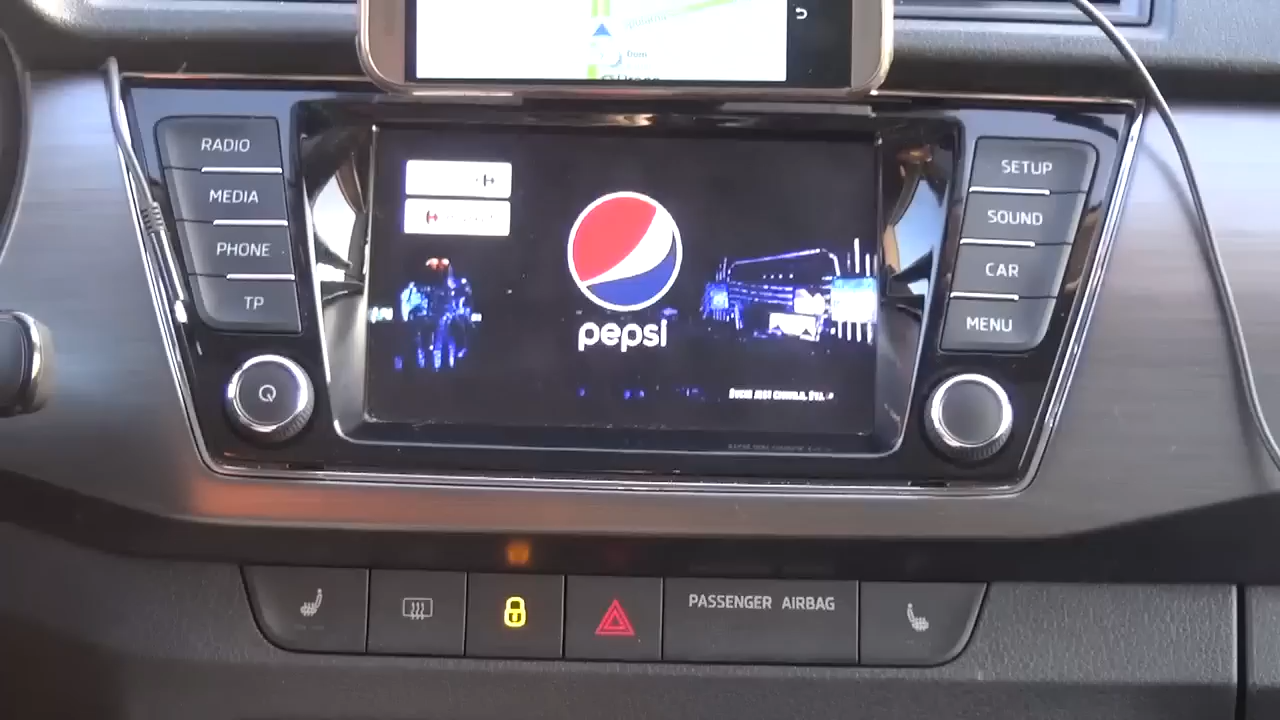 RADIO
MEDIA
PHONE
TP
SETUP
SOUND
CAR
MENU
pepsi
PASSENGER AIRBAG